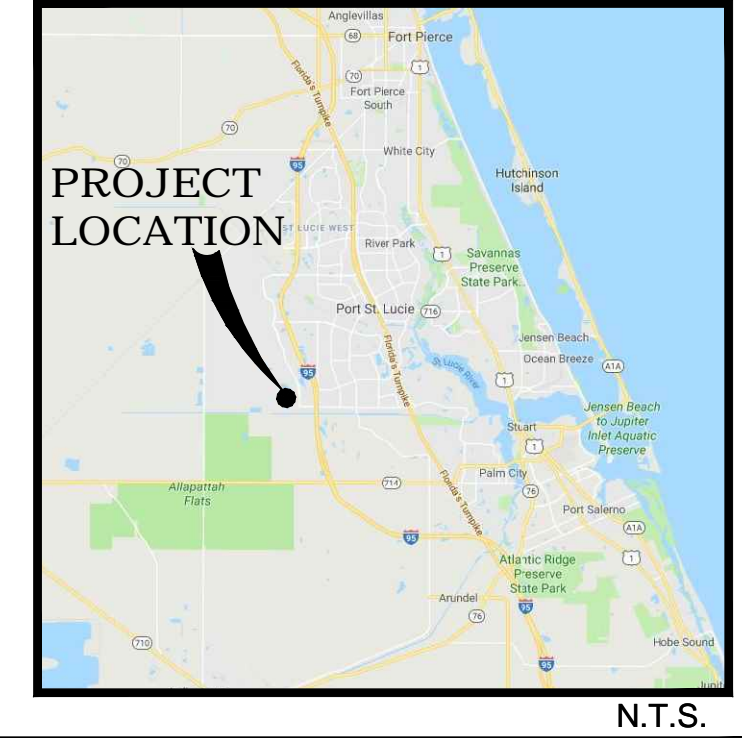 Anglevillas
68
Fort Pierce
1
70
Florida's Turnpike
Fort Pierce
South
70
White City
70
95
PROJECT
LOCATION
Hutchinson
Island
ST LUCIE WEST
River Park
1
Savannas
Preserve
State Park..
Port St. Lucie
716
Jensen Beach
Ocean Breeze
A1A
St Lucie River
Florida's Turnpike
95
1
Jensen Beach
to Jupiter
Inlet Aquatic
Preserve
Stuart
1
Palm City
Allapattah
Flats
714
76
Florida's Turnpike
Port Salerno
A1A
95
1
Atlantic Ridge
Preserve
State Park
Arundel
76
95
710
Hobe Sound
95
Jupit
N.T.S.